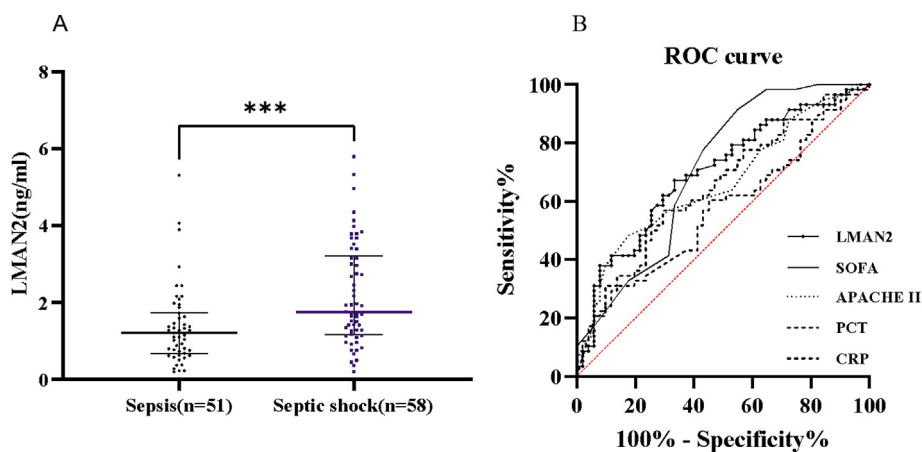 A
8
6
4
2
0
LMAN2(ng/ml)
***
Sepsis(n=51)
Septic shock(n=58)
B
ROC curve
100
80
60
40
20
0
Sensitivity%
LMAN2
SOFA
APACHE II
PCT
CRP
0
20
40
60
80
100
100% - Specificity%